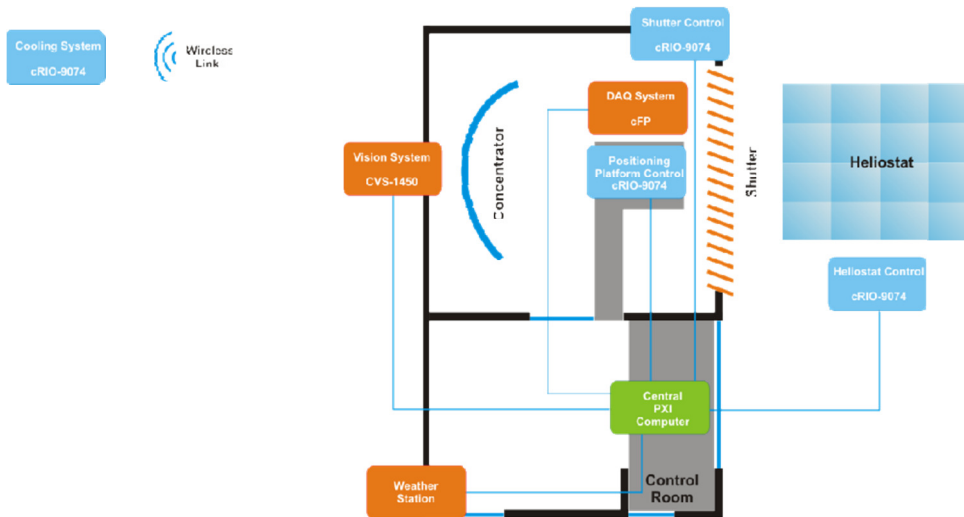 Cooling System
cRIO-9074
Wireless
Link
Shutter Control
cRIO-9074
DAQ System
cFP
Vision System
CVS-1450
Concentrator
Positioning
Platform Control
cRIO-9074
Shutter
Heliostat
Heliostat Control
cRIO-9074
Central
PXI
Computer
Weather
Station
Control
Room